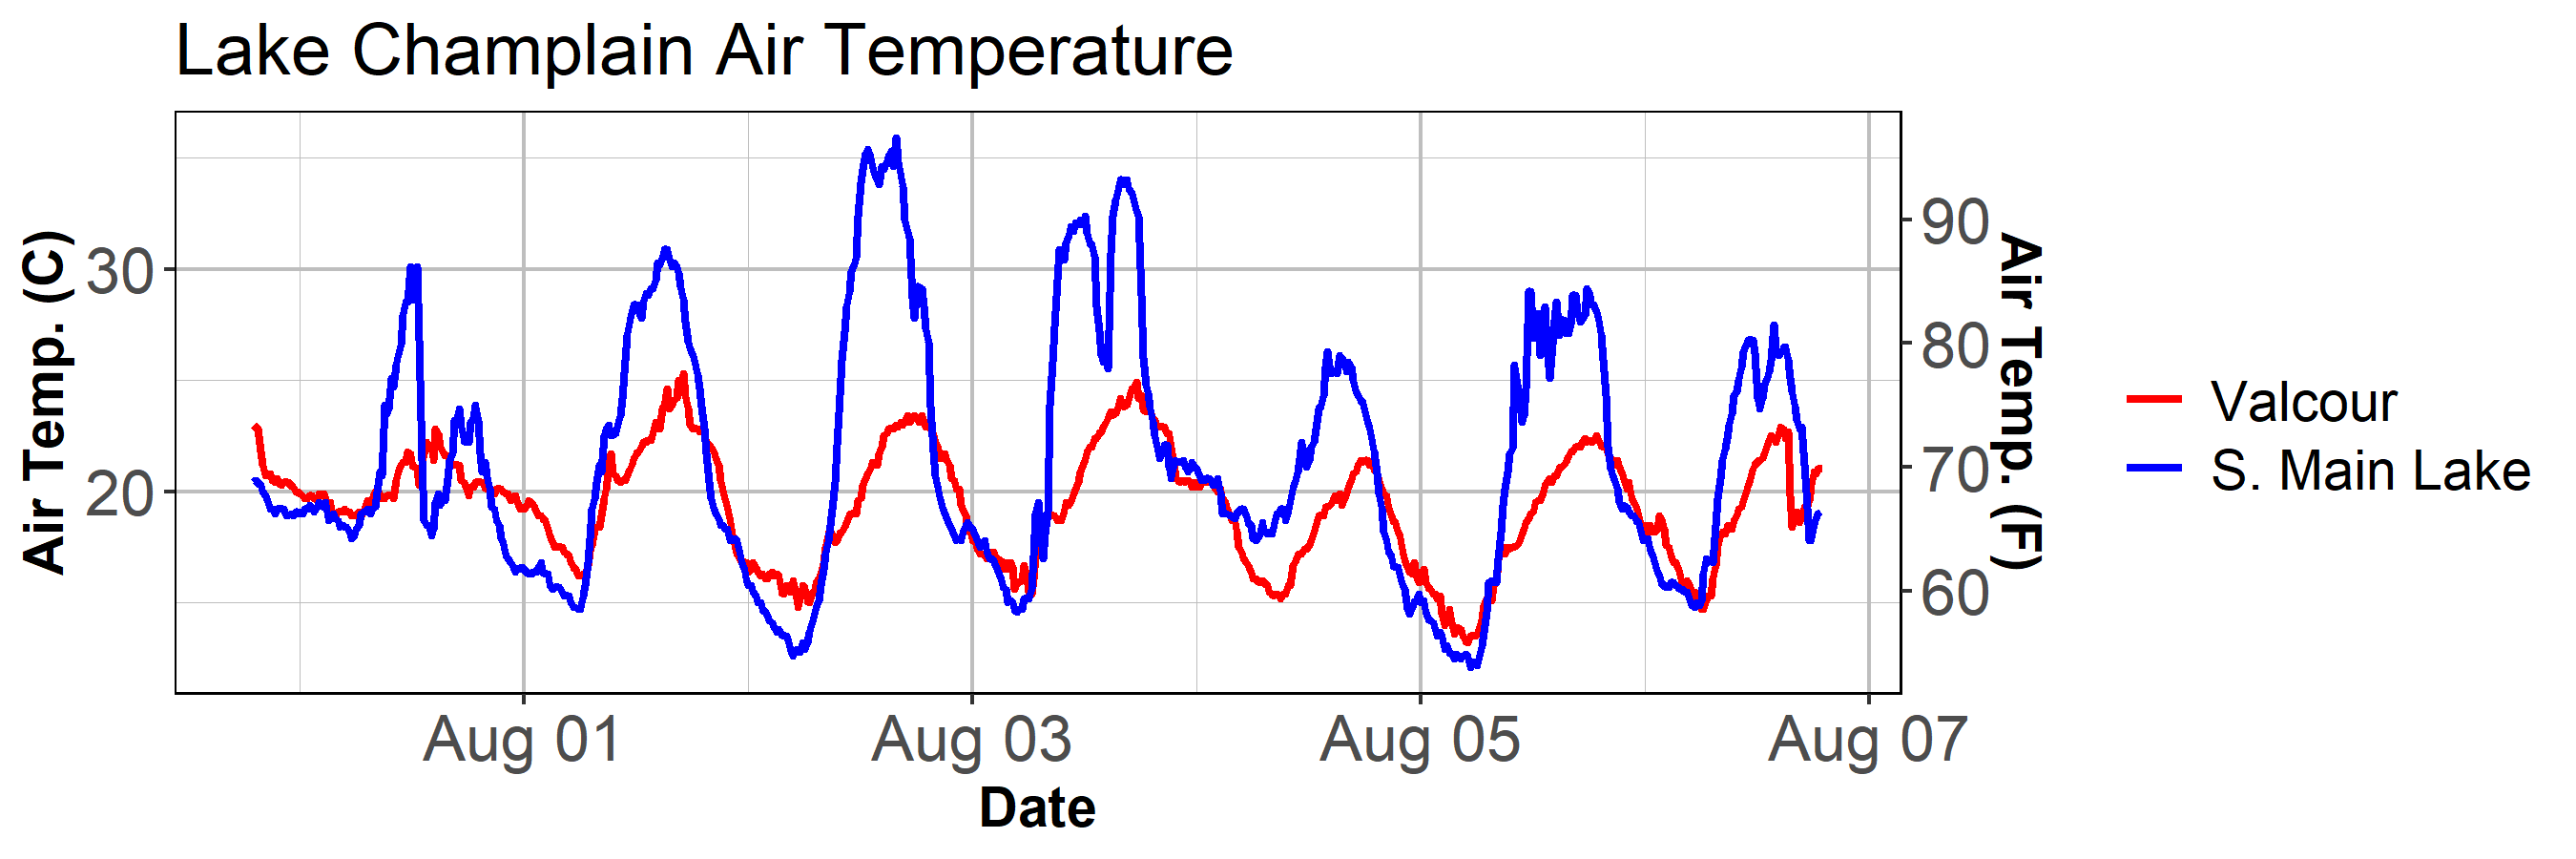 Lake Champlain Air Temperature
Air Temp. (C)
30
20
90
80
70
60
Air Temp. (F)
Valcour
S. Main Lake
Aug 01
Aug 03
Aug 05
Aug 07
Date